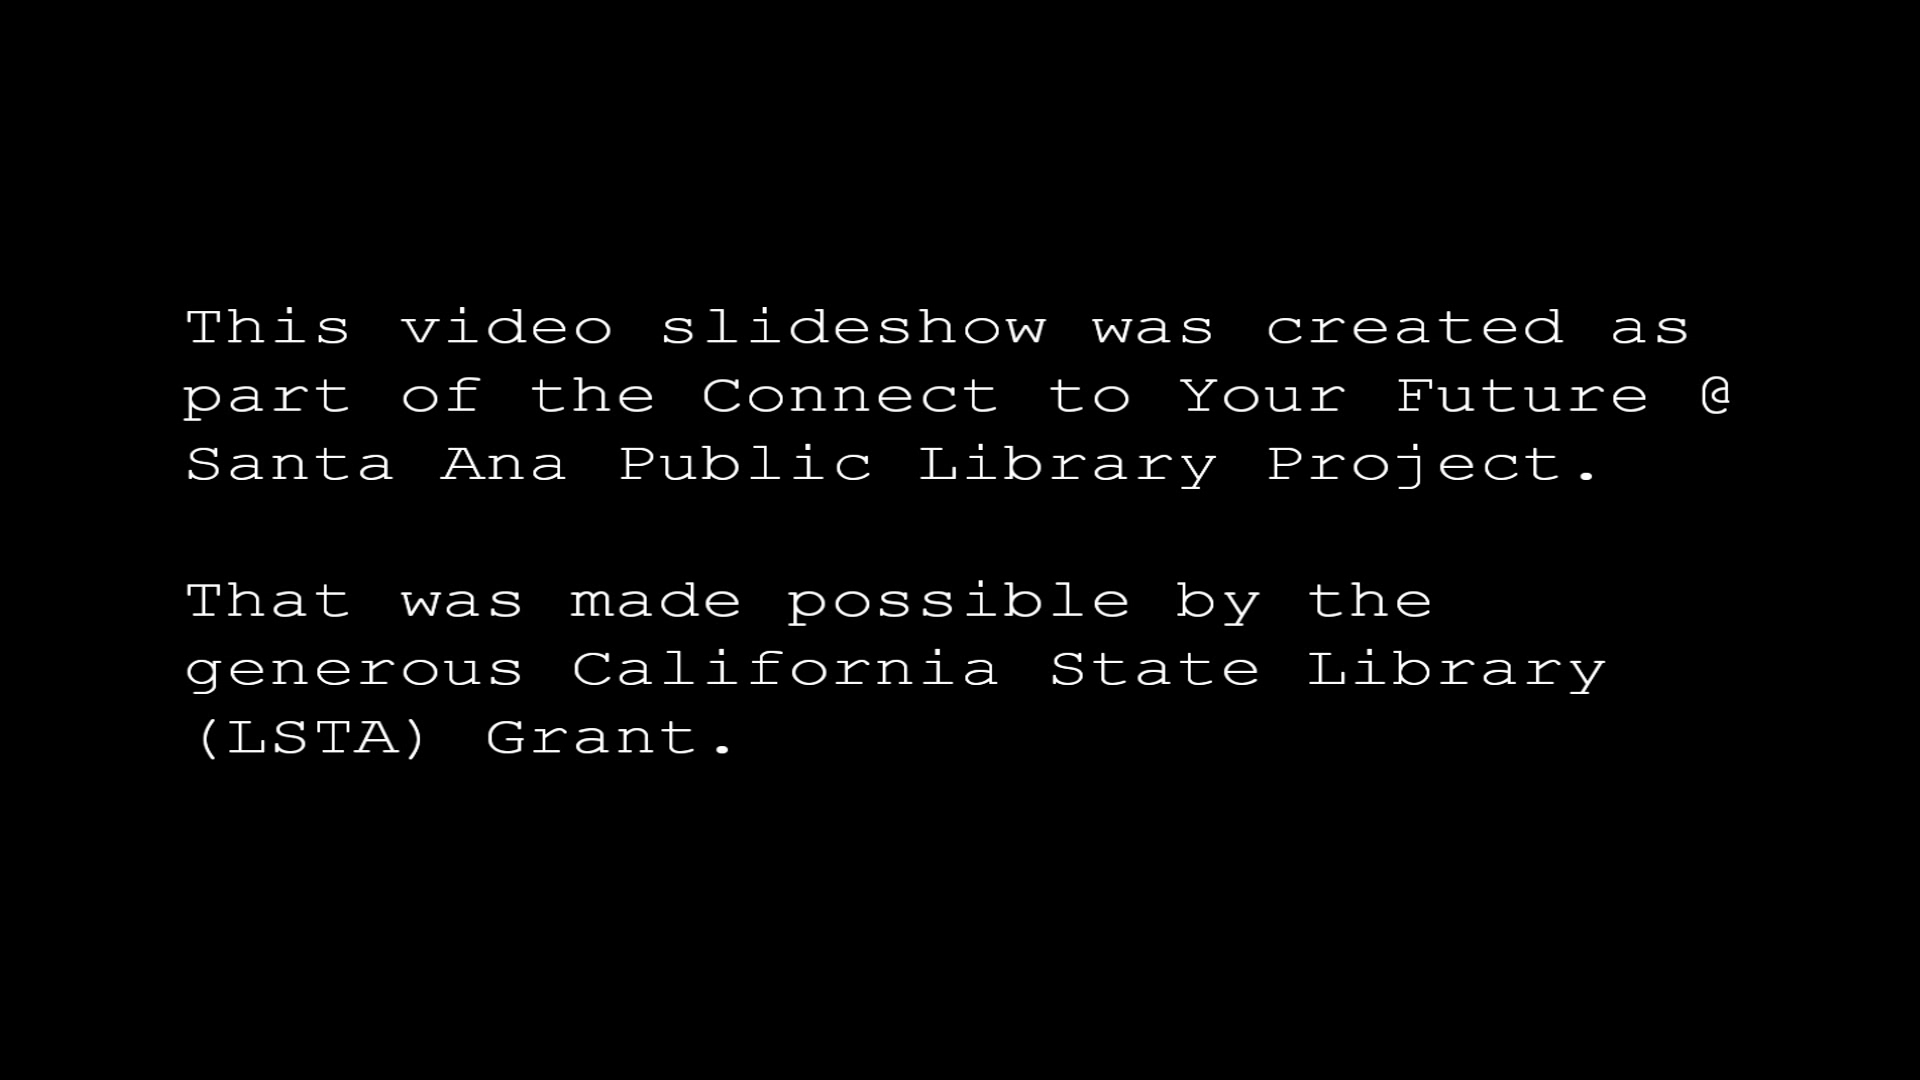 This video slideshow was created as
part of the Connect to Your Future @
Santa Ana Public Library Project.
That was made possible by the
generous California State Library
(LSTA) Grant.